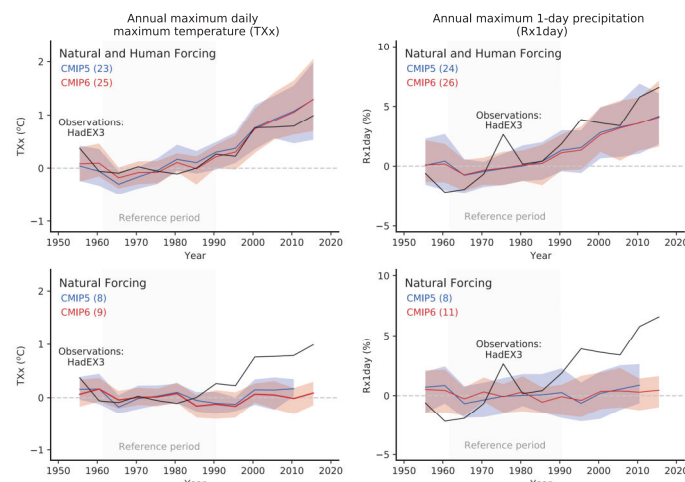 Annual maximum daily
maximum temperature (TXx)
Annual maximum 1-day precipitation
(Rx1day)
Natural and Human Forcing
CMIP5 (23)
CMIP6 (25)
Observations:
HadEX3
Reference period
TXx (ºC)
2
1
0
−1
1950 1960 1970 1980 1990 2000 2010 2020
Year
Natural and Human Forcing
CMIP5 (24)
CMIP6 (26)
Observations:
HadEX3
Reference period
Rx1day (%)
10
5
0
−5
1950 1960 1970 1980 1990 2000 2010 2020
Year
Natural Forcing
CMIP5 (8)
CMIP6 (9)
Observations:
HadEX3
Reference period
TXx (ºC)
2
1
0
−1
1950 1960 1970 1980 1990 2000 2010 2020
Year
Natural Forcing
CMIP5 (8)
CMIP6 (11)
Observations:
HadEX3
Reference period
Rx1day (%)
10
5
0
−5
1950 1960 1970 1980 1990 2000 2010 2020
Year